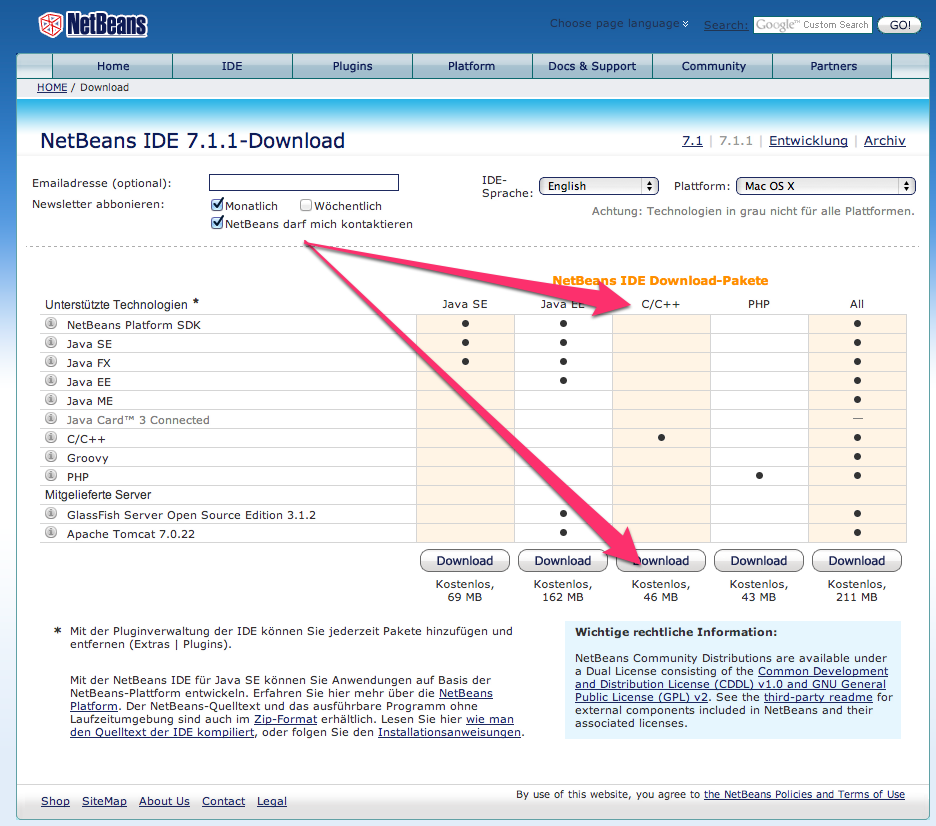 NetBeans
Choose page language
Search:
Google™ Custom Search
GO!
Home IDE Plugins Platform Docs & Support Community Partners
HOME / Download
NetBeans IDE 7.1.1-Download
7.1 | 7.1.1 | Entwicklung | Archiv
Emailadresse (optional):
IDE-
Sprache:
English
Plattform:
Mac OS X
Newsletter abbonieren:
Monatlich
Wöchentlich
Achtung: Technologien in grau nicht für alle Plattformen.
NetBeans darf mich kontaktieren
NetBeans IDE Download-Pakete
Unterstützte Technologien * Java SE Java EE C/C++ PHP All
NetBeans Platform SDK • • •
Java SE • • •
Java FX • • •
Java EE • •
Java ME •
Java Card™ 3 Connected —
C/C++ • •
Groovy •
PHP • •
Mitgelieferte Server
GlassFish Server Open Source Edition 3.1.2 • •
Apache Tomcat 7.0.22 • •
Download Download Download Download Download
Kostenlos, Kostenlos, Kostenlos, Kostenlos, Kostenlos,
69 MB 162 MB 46 MB 43 MB 211 MB
* Mit der Pluginverwaltung der IDE können Sie jederzeit Pakete hinzufügen und
entfernen (Extras | Plugins).
Mit der NetBeans IDE für Java SE können Sie Anwendungen auf Basis der
NetBeans-Plattform entwickeln. Erfahren Sie hier mehr über die NetBeans
Platform. Der NetBeans-Quelltext und das ausführbare Programm ohne
Laufzeitumgebung sind auch im Zip-Format erhältlich. Lesen Sie hier wie man
den Quelltext der IDE kompiliert, oder folgen Sie den Installationsanweisungen.
Wichtige rechtliche Information:
NetBeans Community Distributions are available under
a Dual License consisting of the Common Development
and Distribution License (CDDL) v1.0 and GNU General
Public License (GPL) v2. See the third-party readme for
external components included in NetBeans and their
associated licenses.
Shop SiteMap About Us Contact Legal
By use of this website, you agree to the NetBeans Policies and Terms of Use